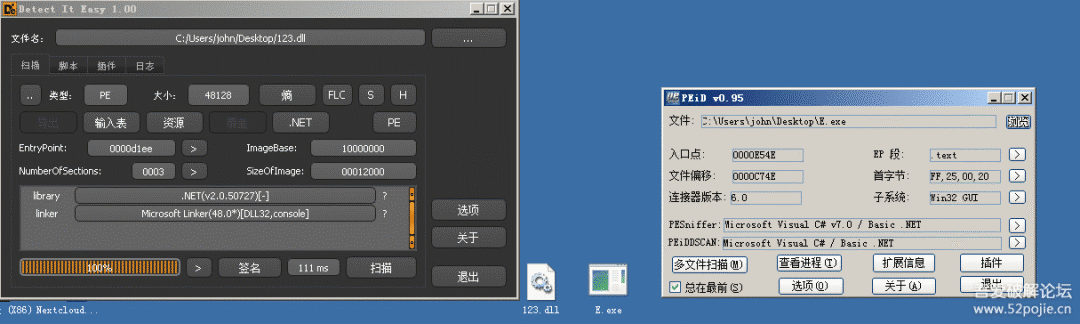 Detect It Easy 1.00
文件名: C:/Users/john/Desktop/123.dll ...
扫描 脚本 插件 日志
.. 类型: PE 大小: 48128 熵 FLC S H
导出 输入表 资源 .NET PE
EntryPoint: 0000d1ee > ImageBase: 10000000
NumberOfSections: 0003 > SizeOfImage: 00012000
library .NET(v2.0.50727)[-] ?
linker Microsoft Linker(48.0*)[DLL32,console] ?
选项
关于
100% > 签名 111 ms 扫描 退出
(X86) Nextcloud...
123.dll
E.exe
PEiD v0.95
文件: C:\Users\john\Desktop\E.exe 浏览
入口点: 0000E54E EP 段: .text >
文件偏移: 0000C74E 首字节: FF,25,00,20 >
连接器版本: 6.0 子系统: Win32 GUI >
PESniffer: Microsoft Visual C# v7.0 / Basic .NET >
PEiDDSCAN: Microsoft Visual C# / Basic .NET >
多文件扫描(M) 查看进程(T) 扩展信息 插件
总在最前(S) 选项(O) 关于(A) 退出
吾爱破解论坛
www.52pojie.cn